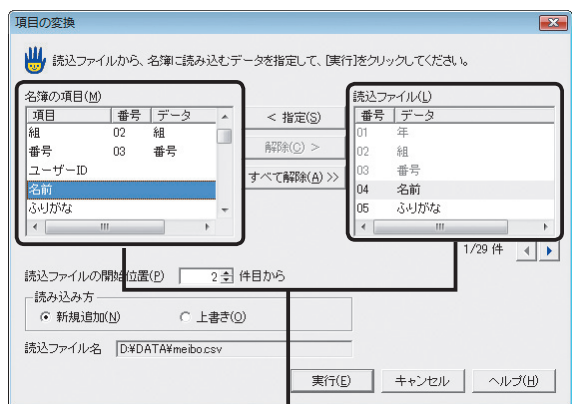 項目の変換
読込ファイルから、名簿に読み込むデータを指定して、[実行]をクリックしてください。
名簿の項目(M)
項目 番号 データ
組 02 組
番号 03 番号
ユーザーID
名前
ふりがな
< 指定(S)
解除(C) >
すべて解除(A) >>
読込ファイル(L)
番号 データ
01 年
02 組
03 番号
04 名前
05 ふりがな
1/29 件
読込ファイルの開始位置(P) 2 件目から
読み込み方
新規追加(N) 上書き(O)
読込ファイル名 D:¥DATA¥meibo.csv
実行(E) キャンセル ヘルプ(H)